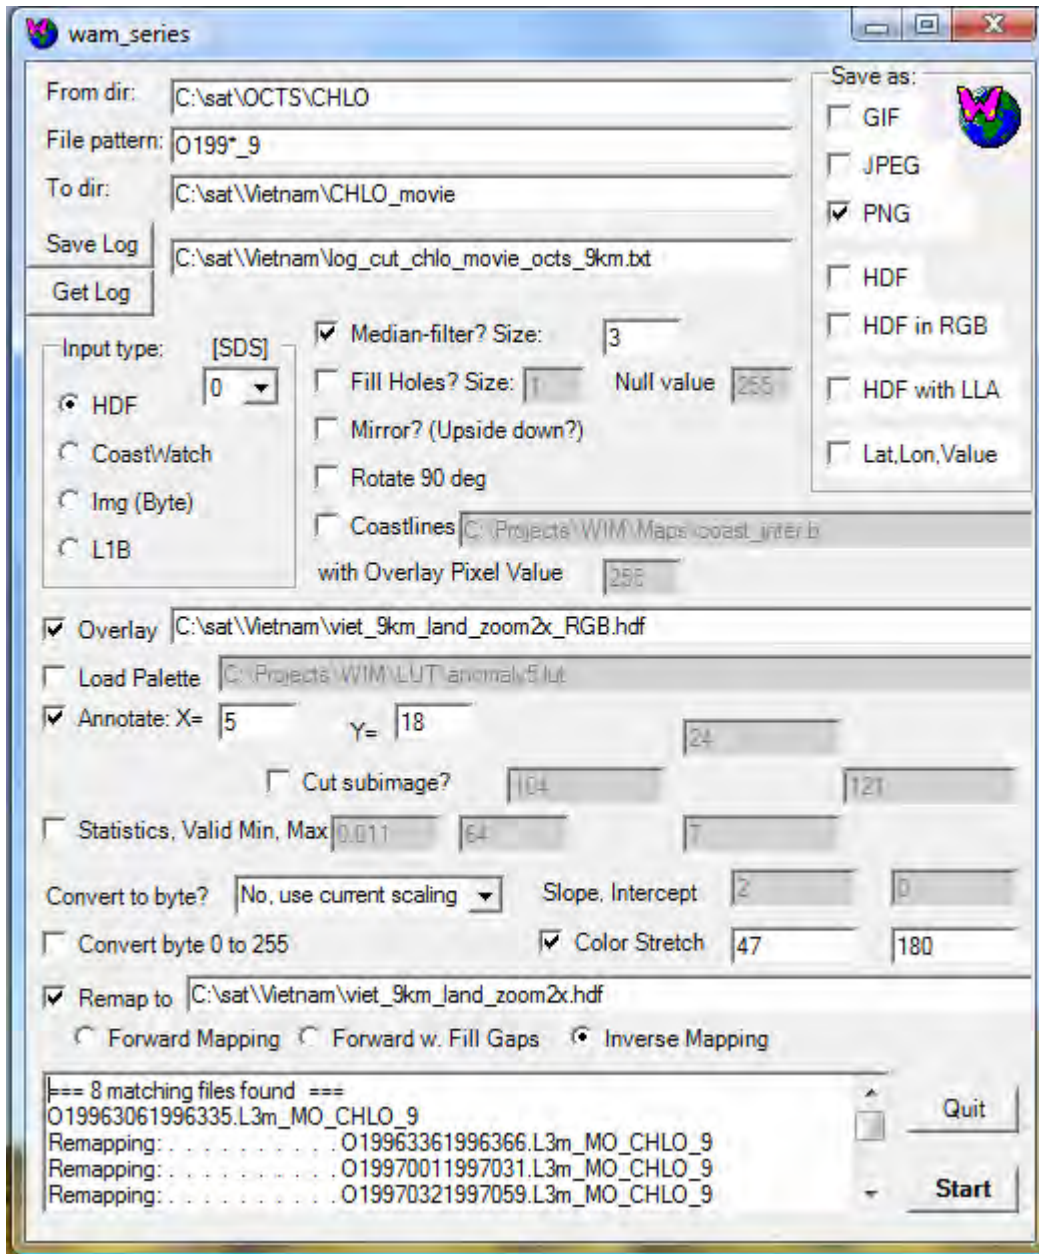 wam_series
From dir: C:\sat\OCTS\CHLO
File pattern: O199*_9
To dir: C:\sat\Vietnam\CHLO_movie
Save Log
C:\sat\Vietnam\log_cut_chlo_movie_octs_9km.txt
Get Log
Save as:
GIF
JPEG
PNG
HDF
HDF in RGB
HDF with LLA
Lat,Lon,Value
Input type: [SDS]
0
HDF
CoastWatch
Img (Byte)
L1B
Median-filter? Size: 3
Fill Holes? Size: 1 Null value 255
Mirror? (Upside down?)
Rotate 90 deg
Coastlines C:\Projects\WIM\Maps\coast_inter.b
with Overlay Pixel Value 255
Overlay C:\sat\Vietnam\viet_9km_land_zoom2x_RGB.hdf
Load Palette C:\Projects\WIM\LUT\anomaly5.lut
Annotate: X= 5 Y= 18
24
Cut subimage? 104 121
Statistics, Valid Min, Max 0.011 64 7
Convert to byte? No, use current scaling Slope, Intercept 2 0
Convert byte 0 to 255 Color Stretch 47 180
Remap to C:\sat\Vietnam\viet_9km_land_zoom2x.hdf
Forward Mapping Forward w. Fill Gaps Inverse Mapping
=== 8 matching files found ===
O19963061996335.L3m_MO_CHLO_9
Remapping: . . . . . . . . . . . O19963361996366.L3m_MO_CHLO_9
Remapping: . . . . . . . . . . . O19970011997031.L3m_MO_CHLO_9
Remapping: . . . . . . . . . . . O19970321997059.L3m_MO_CHLO_9
Quit
Start